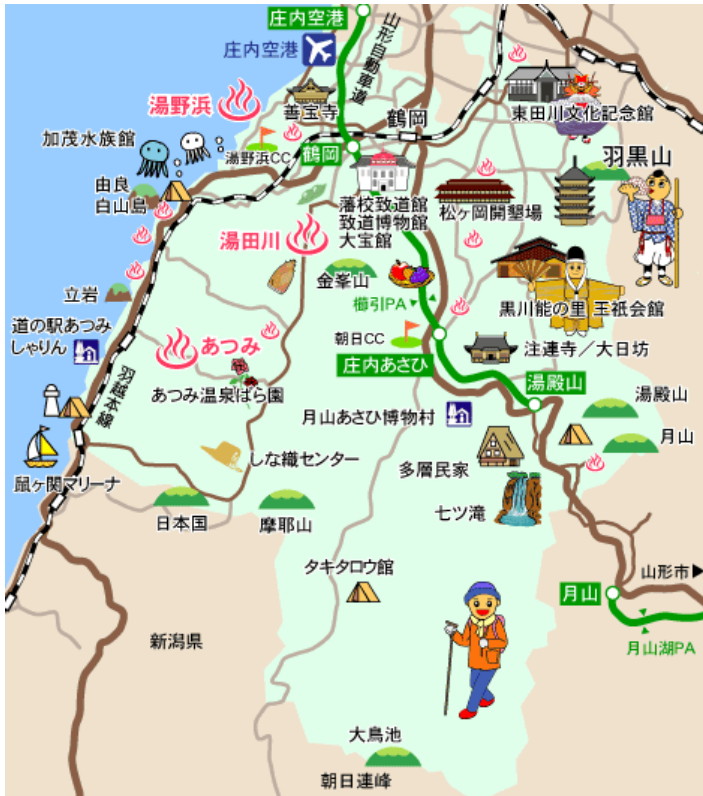 庄内空港
庄内空港
山形自動車道
湯野浜
善宝寺
鶴岡
東田川文化記念館
加茂水族館
湯野浜CC
鶴岡
羽黒山
由良
白山島
藩校致道館
致道博物館
大宝館
松ヶ岡開墾場
湯田川
金峯山
櫛引PA
黒川能の里 王祇会館
立岩
道の駅あつみ
しゃりん
あつみ
朝日CC
庄内あさひ
注連寺/大日坊
湯殿山
あつみ温泉ばら園
羽越本線
月山あさひ博物村
湯殿山
月山
しな織センター
多層民家
鼠ヶ関マリーナ
日本国
摩耶山
七ツ滝
タキタロウ館
山形市
月山
新潟県
月山湖PA
大鳥池
朝日連峰